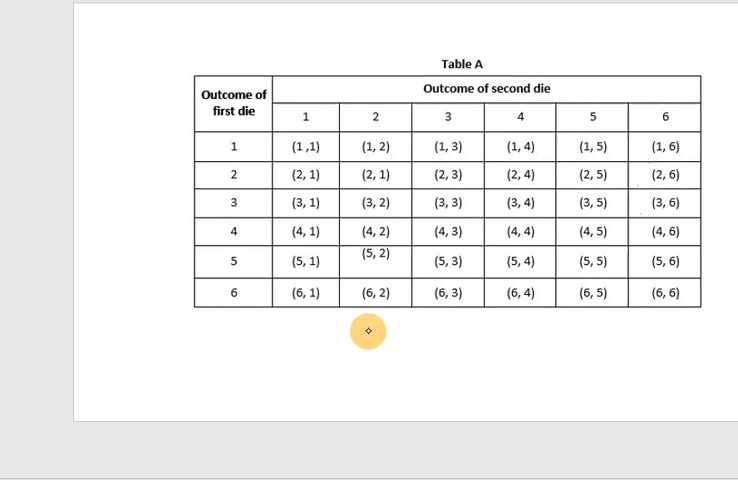 Table A
Outcome of first die Outcome of second die
1 2 3 4 5 6
1 (1 ,1) (1, 2) (1, 3) (1, 4) (1, 5) (1, 6)
2 (2, 1) (2, 1) (2, 3) (2, 4) (2, 5) (2, 6)
3 (3, 1) (3, 2) (3, 3) (3, 4) (3, 5) (3, 6)
4 (4, 1) (4, 2) (4, 3) (4, 4) (4, 5) (4, 6)
5 (5, 1) (5, 2) (5, 3) (5, 4) (5, 5) (5, 6)
6 (6, 1) (6, 2) (6, 3) (6, 4) (6, 5) (6, 6)